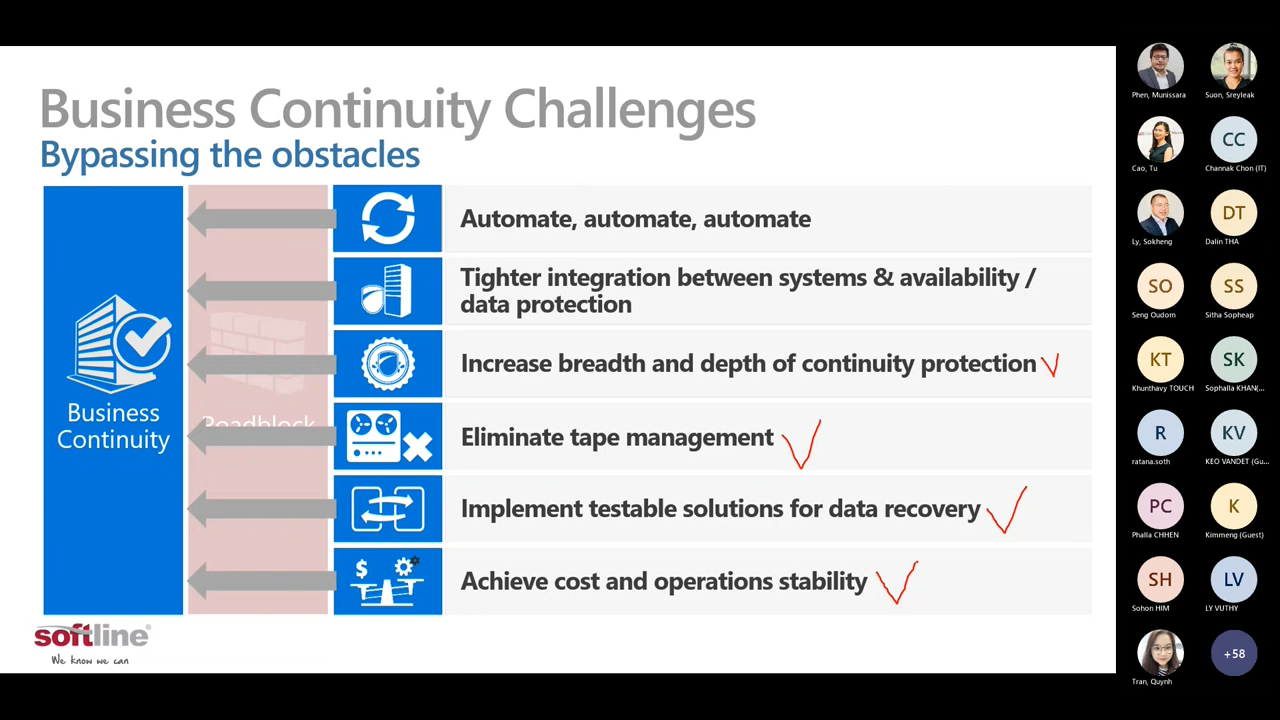 Business Continuity Challenges
Bypassing the obstacles
Business
Continuity
Roadblock
Automate, automate, automate
Tighter integration between systems & availability /
data protection
Increase breadth and depth of continuity protection
Eliminate tape management
Implement testable solutions for data recovery
$
Achieve cost and operations stability
softline®
We know we can
Phen, Munissara
Suon, Sreyleak
Cao, Tu
CC
Channak Chon (IT)
Ly, Sokheng
DT
Dalin THA
SO
Seng Oudom
SS
Sitha Sopheap
KT
Khunthavy TOUCH
SK
Sophalla KHAN(...
R
ratana.soth
KV
KEO VANDET (Gu...
PC
Phalla CHHEN
K
Kimmeng (Guest)
SH
Sohon HIM
LV
LY VUTHY
Tran, Quynh
+58